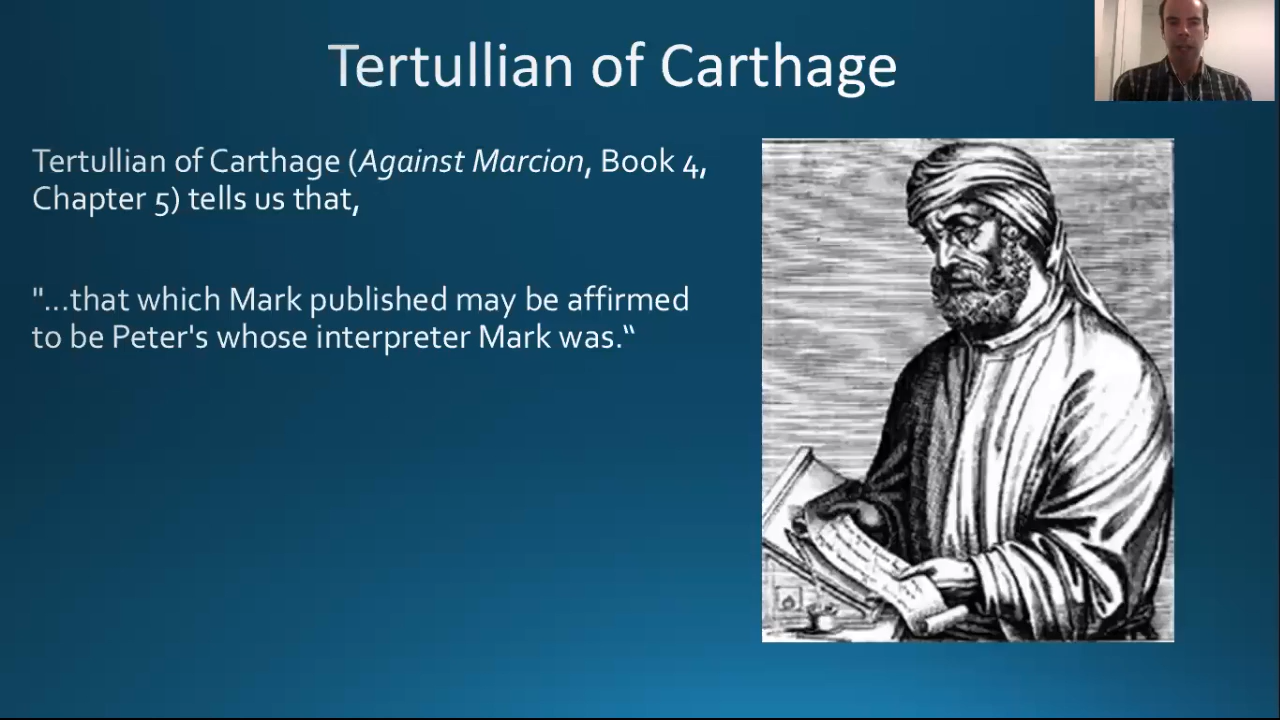 Tertullian of Carthage
Tertullian of Carthage (Against Marcion, Book 4,
Chapter 5) tells us that,
"...that which Mark published may be affirmed
to be Peter's whose interpreter Mark was.“